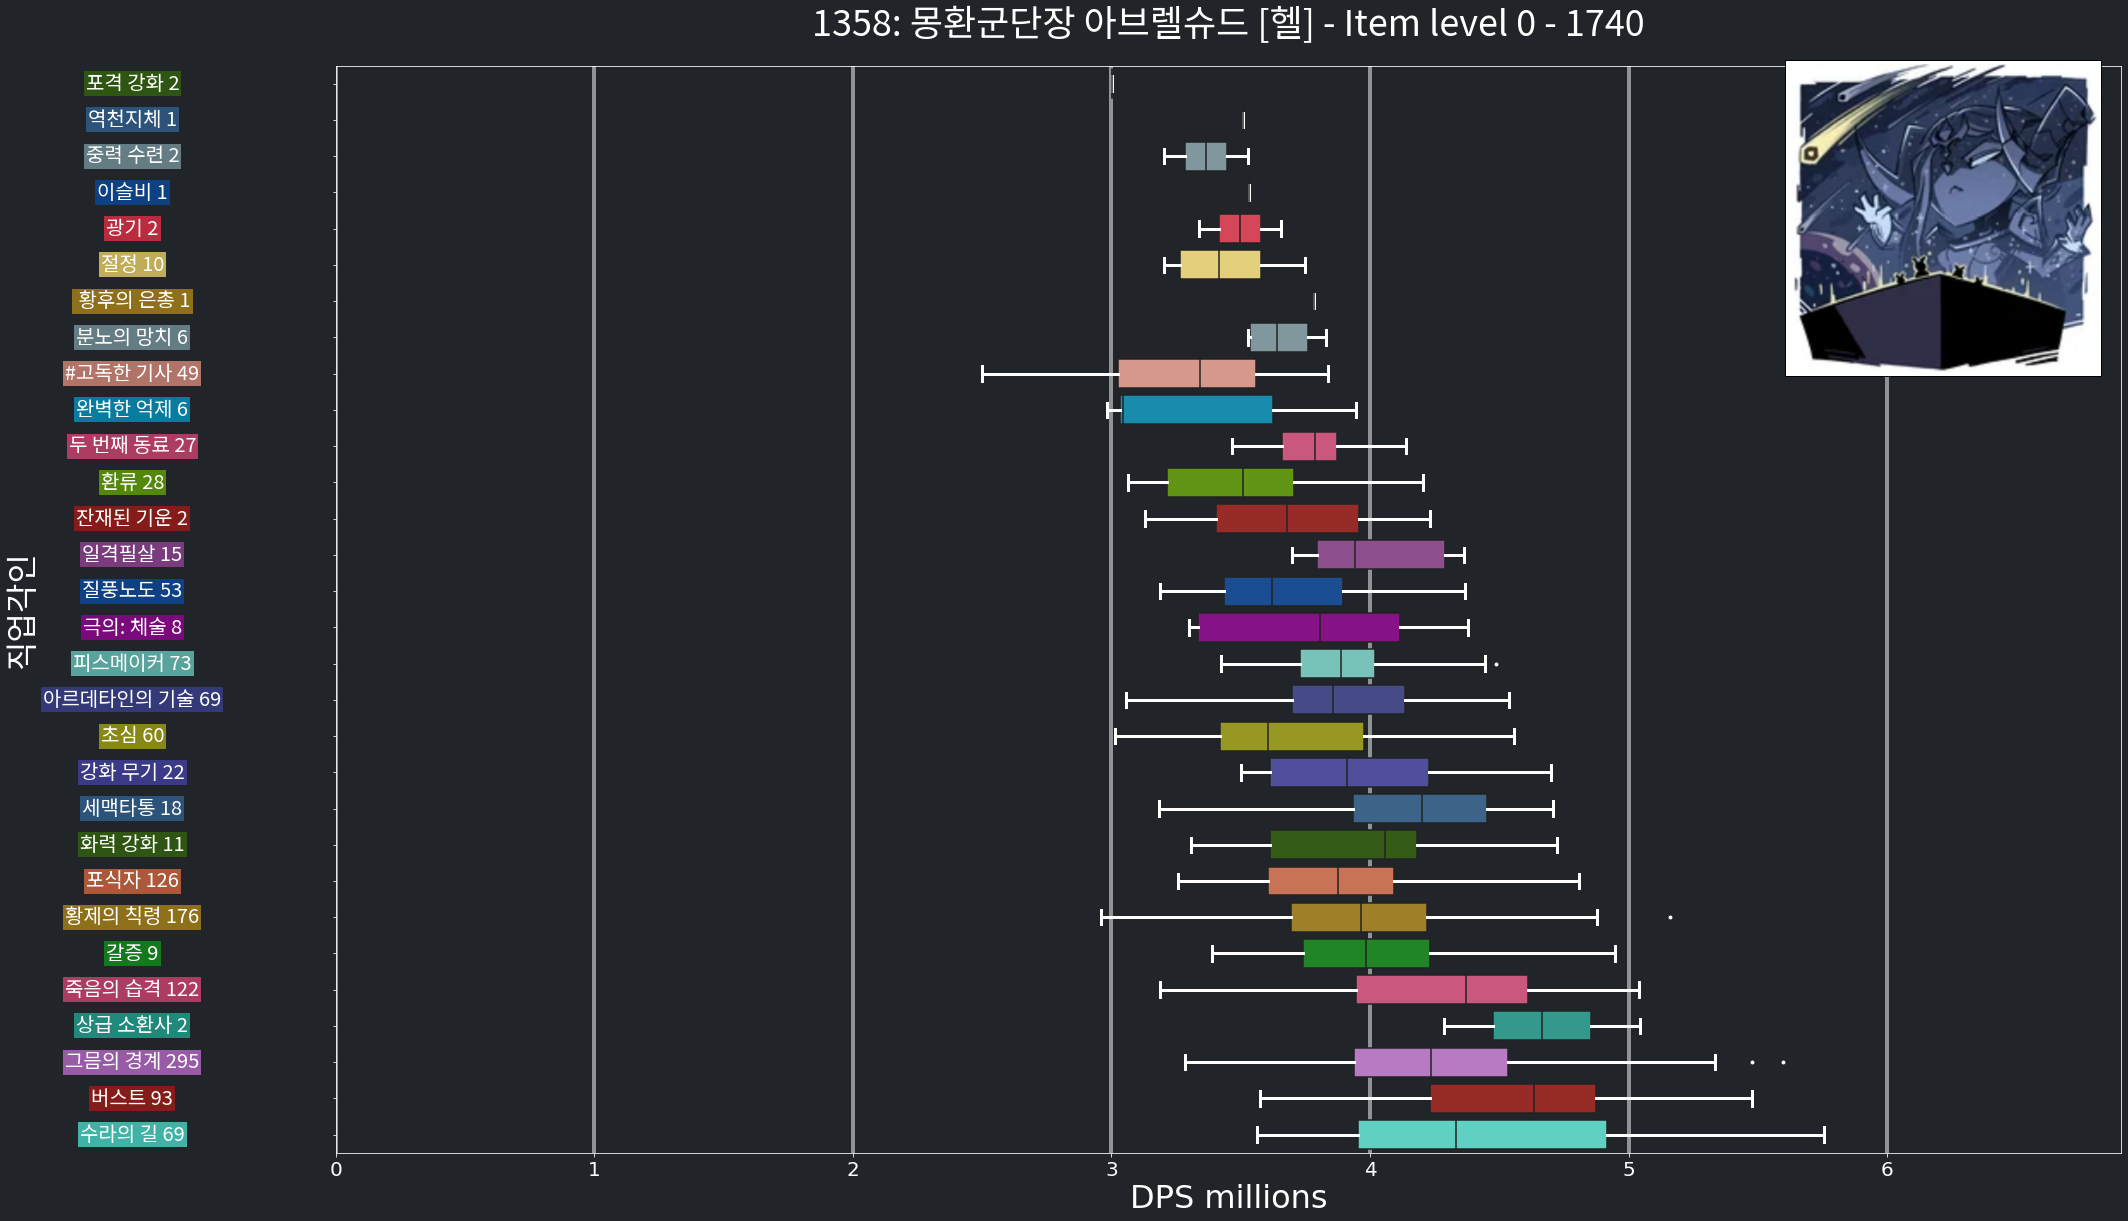 1358: 몽환군단장 아브렐슈드 [헬] - Item level 0 - 1740
포격 강화 2
역천지체 1
중력 수련 2
이슬비 1
광기 2
절정 10
황후의 은총 1
분노의 망치 6
#고독한 기사 49
완벽한 억제 6
두 번째 동료 27
환류 28
잔재된 기운 2
일격필살 15
질풍노도 53
극의: 체술 8
피스메이커 73
아르데타인의 기술 69
초심 60
강화 무기 22
세맥타통 18
화력 강화 11
포식자 126
황제의 칙령 176
갈증 9
죽음의 습격 122
상급 소환사 2
그믐의 경계 295
버스트 93
수라의 길 69
직업각인
0 1 2 3 4 5 6
DPS millions